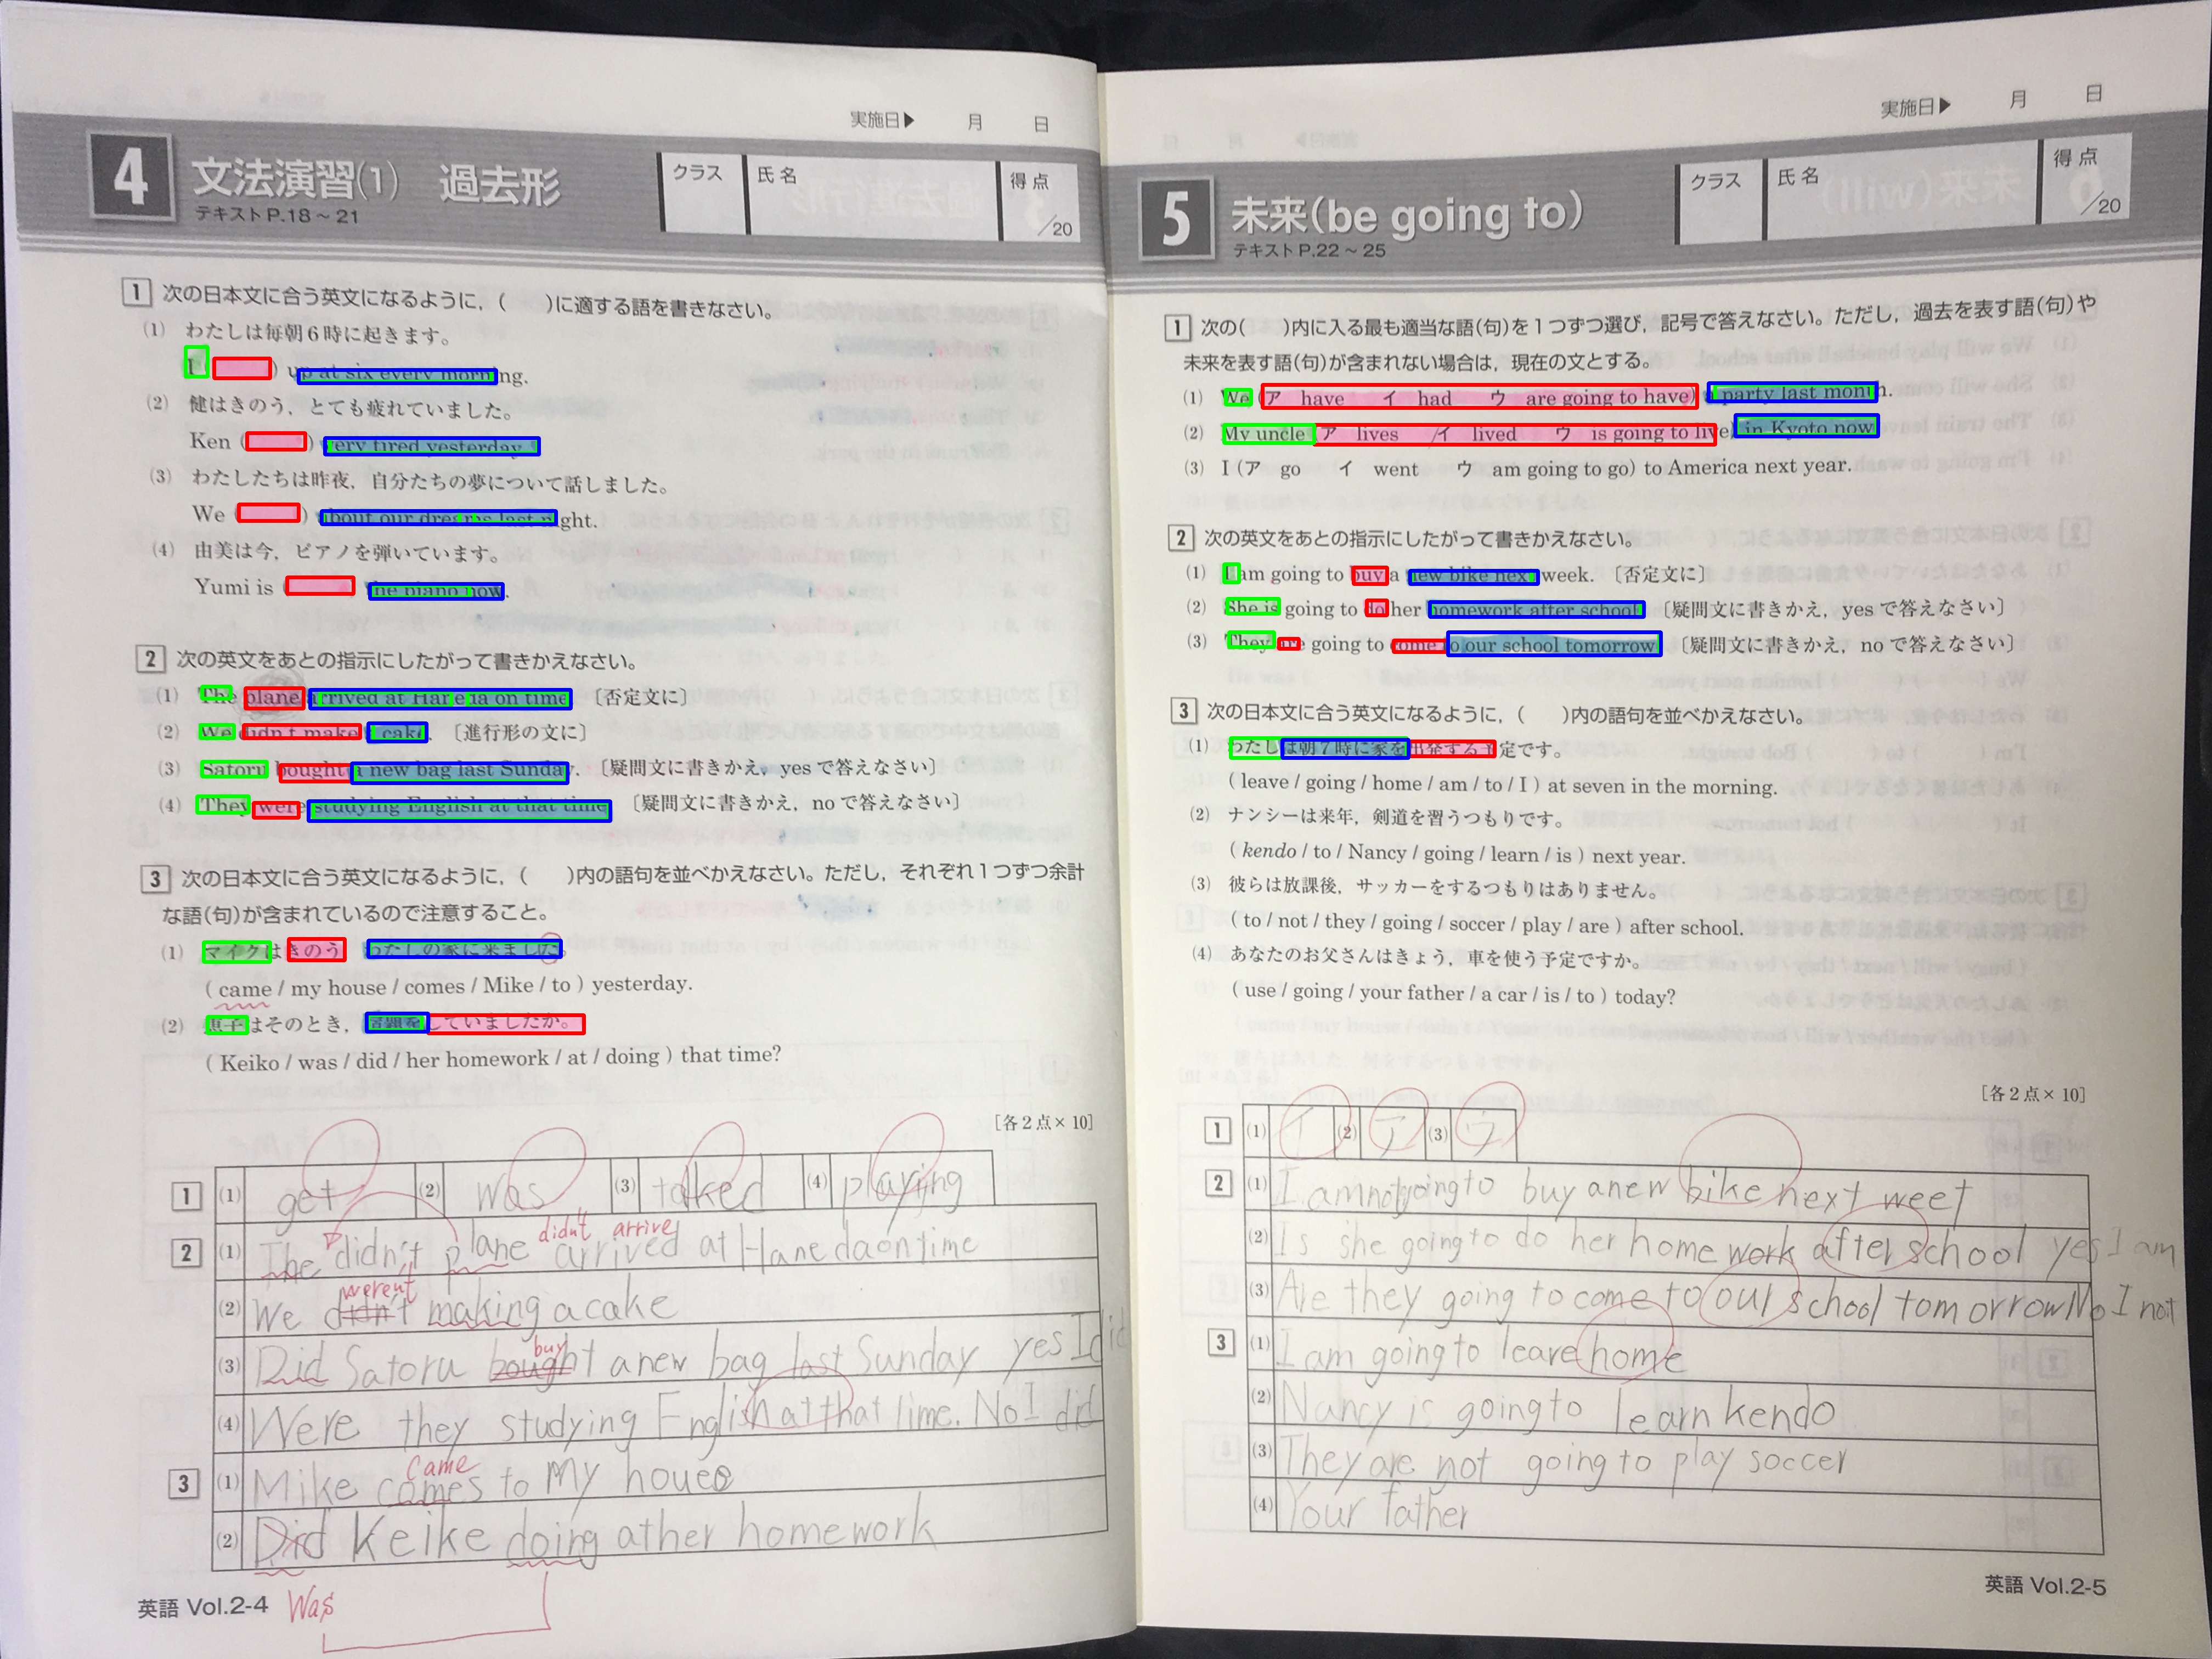 実施日▶ 月 日
4 文法演習(1) 過去形
テキストP.18～21
クラス 氏名 得点 /20
1 次の日本文に合う英文になるように，( )に適する語を書きなさい。
(1) わたしは毎朝6時に起きます。
I ) up at six every morning.
(2) 健はきのう，とても疲れていました。
Ken ( ) very tired yesterday.
(3) わたしたちは昨夜，自分たちの夢について話しました。
We ( ) about our dreams last night.
(4) 由美は今，ピアノを弾いています。
Yumi is ( the piano now.
2 次の英文をあとの指示にしたがって書きかえなさい。
(1) The plane arrived at Haneda on time 〔否定文に〕
(2) We didn't make a cake. 〔進行形の文に〕
(3) Satoru bought a new bag last Sunday. 〔疑問文に書きかえ，yesで答えなさい〕
(4) They were studying English at that time 〔疑問文に書きかえ，noで答えなさい〕
3 次の日本文に合う英文になるように，( )内の語句を並べかえなさい。ただし，それぞれ1つずつ余計
な語(句)が含まれているので注意すること。
(1) マイクはきのう わたしの家に来ました。
( came / my house / comes / Mike / to ) yesterday.
(2) 恵子はそのとき，宿題をしていましたか。
( Keiko / was / did / her homework / at / doing ) that time?
[各2点×10]
1 (1) get (2) was (3) talked (4) playing
didn't arrive
2 (1) The didn't plane arrived at Hanedaontime
weren't
(2) We didn't making acake
buy
(3) Did Satoru bought anew bag last Sunday yes I did
(4) Were they studying English at that time. No I did
came
3 (1) Mike comes to my houes
(2) Did Keike doing ather homework
Was
英語 Vol.2-4
実施日▶ 月 日
5 未来(be going to)
テキストP.22～25
クラス 氏名 得点 /20
1 次の( )内に入る最も適当な語(句)を1つずつ選び，記号で答えなさい。ただし，過去を表す語(句)や
未来を表す語(句)が含まれない場合は，現在の文とする。
(1) We (ア have イ had ウ are going to have) a party last month.
(2) My uncle (ア lives イ lived ウ is going to live) in Kyoto now
(3) I (ア go イ went ウ am going to go) to America next year.
2 次の英文をあとの指示にしたがって書きかえなさい。
(1) I am going to buy a new bike next week. 〔否定文に〕
(2) She is going to do her homework after school. 〔疑問文に書きかえ，yesで答えなさい〕
(3) They are going to come to our school tomorrow 〔疑問文に書きかえ，noで答えなさい〕
3 次の日本文に合う英文になるように，( )内の語句を並べかえなさい。
(1) わたしは朝7時に家を出発する予定です。
( leave / going / home / am / to / I ) at seven in the morning.
(2) ナンシーは来年，剣道を習うつもりです。
( kendo / to / Nancy / going / learn / is ) next year.
(3) 彼らは放課後，サッカーをするつもりはありません。
( to / not / they / going / soccer / play / are ) after school.
(4) あなたのお父さんはきょう，車を使う予定ですか。
( use / going / your father / a car / is / to ) today?
[各2点×10]
1 (1) イ (2) ア (3) ウ
2 (1) I amnotgoingto buy anew bike next weet
(2) Is she going to do her home work after school yes I am
(3) Are they going to come to our school tomorrow No I not
3 (1) I am going to leave home
(2) Nancy is going to learn kendo
(3) They are not going to play soccer
(4) Your father
英語 Vol.2-5